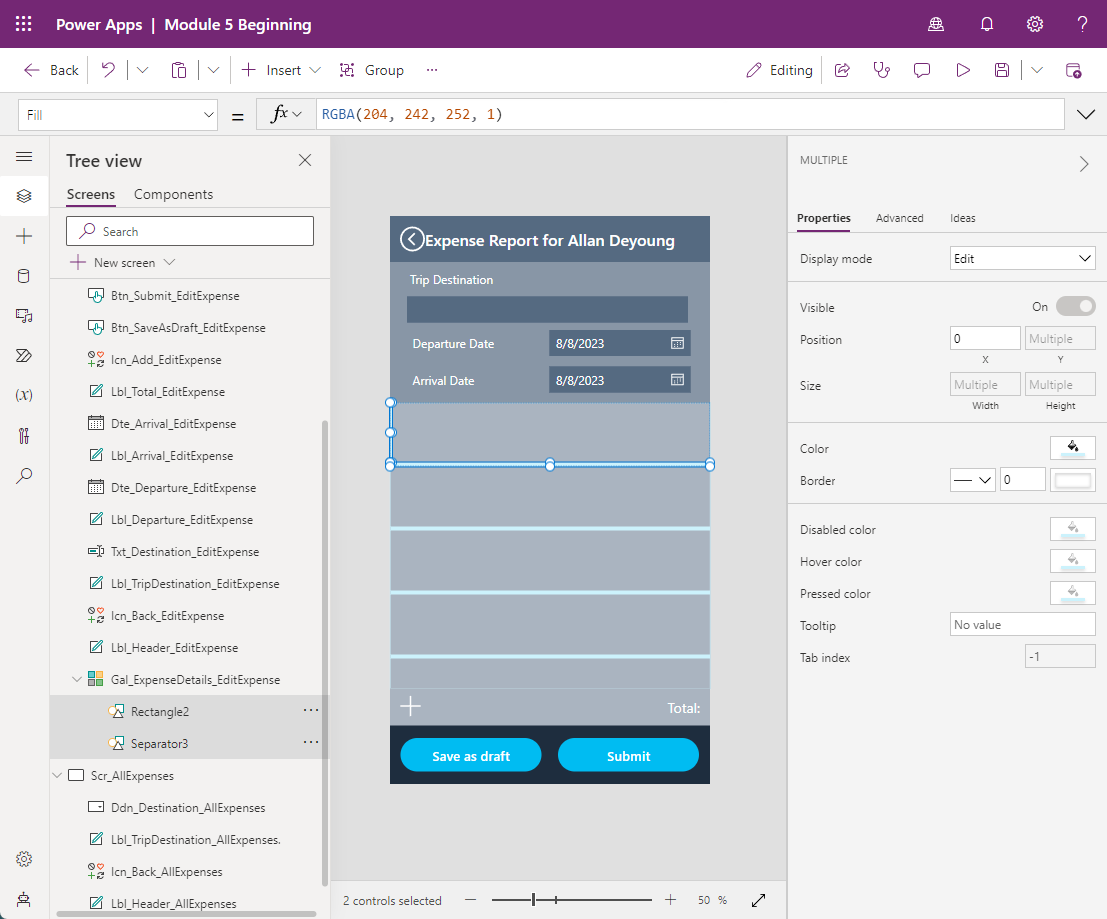 Power Apps | Module 5 Beginning
Back Insert Group ··· Editing
Fill = fx RGBA(204, 242, 252, 1)
Tree view
Screens Components
Search
New screen
Btn_Submit_EditExpense
Btn_SaveAsDraft_EditExpense
Icn_Add_EditExpense
Lbl_Total_EditExpense
Dte_Arrival_EditExpense
Lbl_Arrival_EditExpense
Dte_Departure_EditExpense
Lbl_Departure_EditExpense
Txt_Destination_EditExpense
Lbl_TripDestination_EditExpense
Icn_Back_EditExpense
Lbl_Header_EditExpense
Gal_ExpenseDetails_EditExpense
Rectangle2 ···
Separator3 ···
Scr_AllExpenses
Ddn_Destination_AllExpenses
Lbl_TripDestination_AllExpenses.
Icn_Back_AllExpenses
Lbl_Header_AllExpenses
Expense Report for Allan Deyoung
Trip Destination
Departure Date 8/8/2023
Arrival Date 8/8/2023
Total:
Save as draft Submit
2 controls selected 50 %
MULTIPLE
Properties Advanced Ideas
Display mode Edit
Visible On
Position 0 Multiple
X Y
Size Multiple Multiple
Width Height
Color
Border 0
Disabled color
Hover color
Pressed color
Tooltip No value
Tab index -1